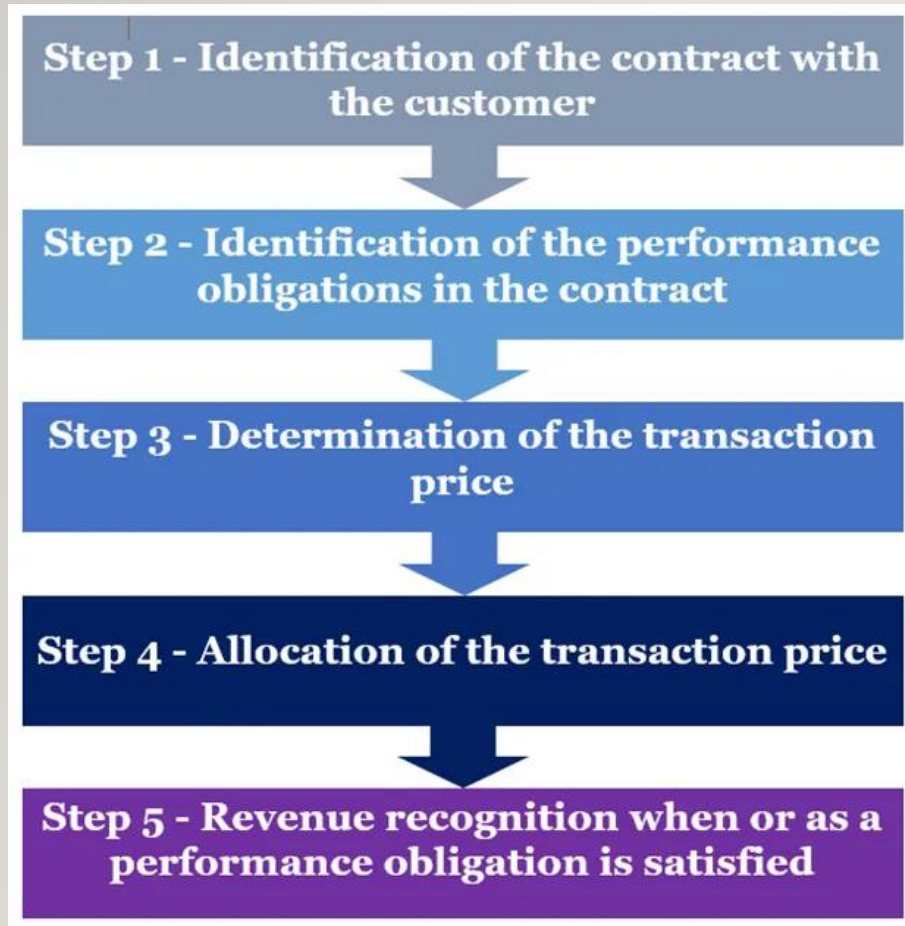 Step 1 - Identification of the contract with
the customer
Step 2 - Identification of the performance
obligations in the contract
Step 3 - Determination of the transaction
price
Step 4 - Allocation of the transaction price
Step 5 - Revenue recognition when or as a
performance obligation is satisfied